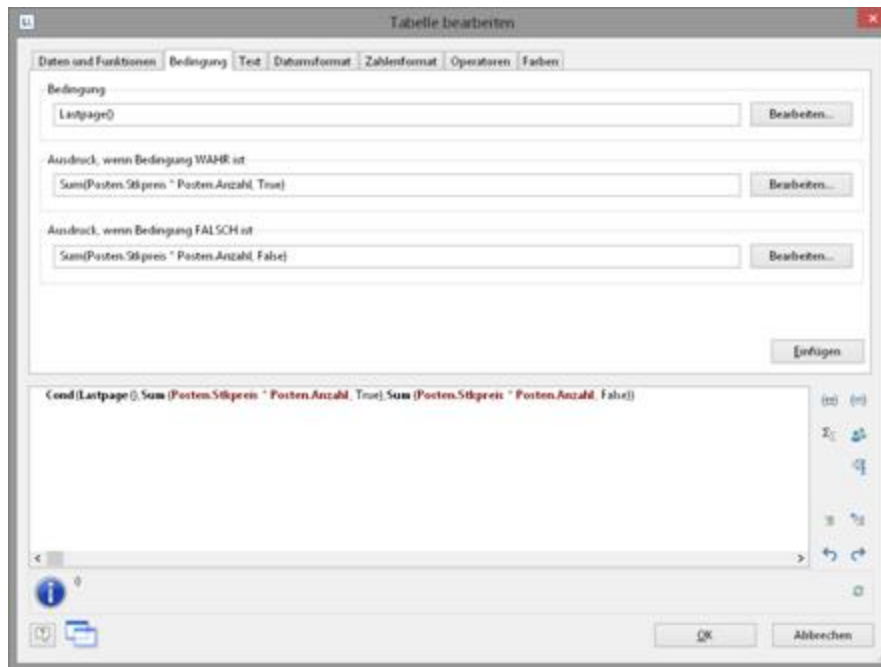 Tabelle bearbeiten
Daten und Funktionen Bedingung Text Datumsformat Zahlenformat Operatoren Farben
Bedingung
Lastpage()
Bearbeiten...
Ausdruck, wenn Bedingung WAHR ist
Sum(Posten.Stkpreis * Posten.Anzahl, True)
Bearbeiten...
Ausdruck, wenn Bedingung FALSCH ist
Sum(Posten.Stkpreis * Posten.Anzahl, False)
Bearbeiten...
Einfügen
Cond (Lastpage (), Sum (Posten.Stkpreis * Posten.Anzahl, True), Sum (Posten.Stkpreis * Posten.Anzahl, False))
0
OK Abbrechen